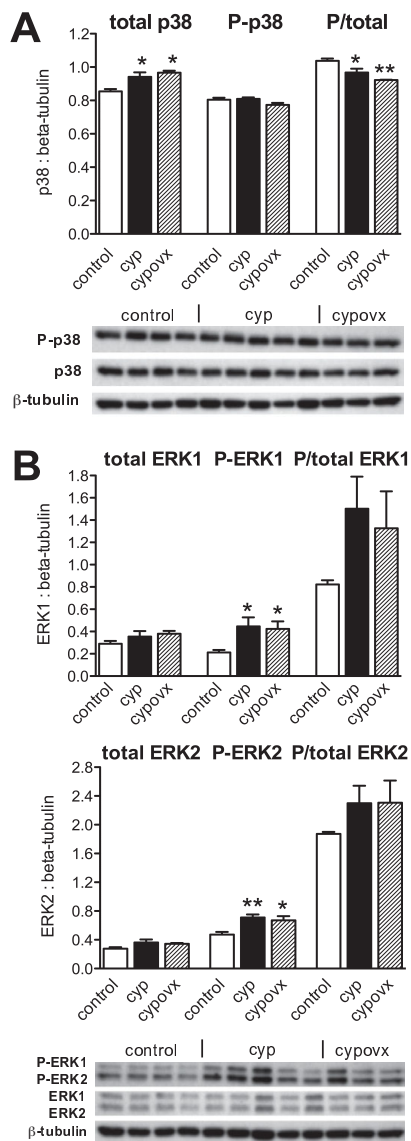 A
total p38 P-p38 P/total
p38 : beta-tubulin
1.2
1.0
0.8
0.6
0.4
0.2
0.0
* * * **
control cyp cypovx control cyp cypovx control cyp cypovx
control | cyp | cypovx
P-p38
p38
β-tubulin
B
total ERK1 P-ERK1 P/total ERK1
ERK1 : beta-tubulin
1.8
1.6
1.4
1.2
1.0
0.8
0.6
0.4
0.2
0.0
* *
control cyp cypovx control cyp cypovx control cyp cypovx
total ERK2 P-ERK2 P/total ERK2
ERK2 : beta-tubulin
2.8
2.4
2.0
1.6
1.2
0.8
0.4
0.0
** *
control cyp cypovx control cyp cypovx control cyp cypovx
control | cyp | cypovx
P-ERK1
P-ERK2
ERK1
ERK2
β-tubulin